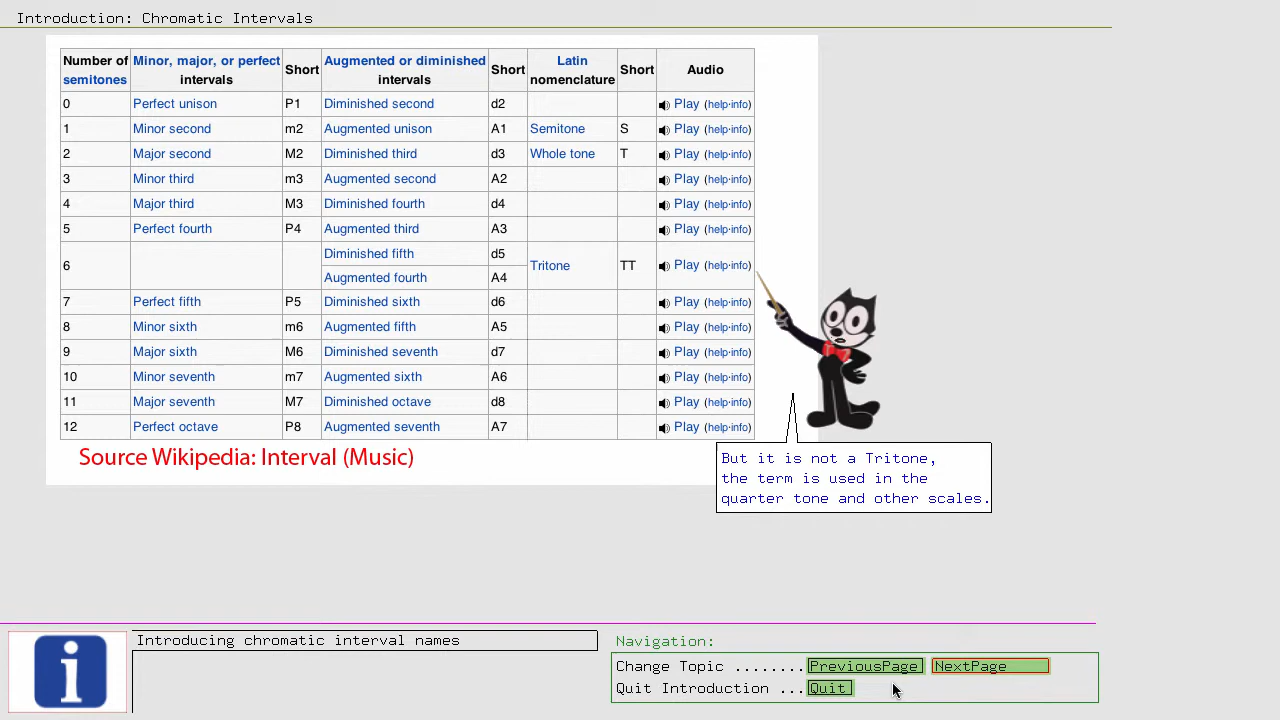 Introduction: Chromatic Intervals
Number of semitones Minor, major, or perfect intervals Short Augmented or diminished intervals Short Latin nomenclature Short Audio
0 Perfect unison P1 Diminished second d2 Play (help·info)
1 Minor second m2 Augmented unison A1 Semitone S Play (help·info)
2 Major second M2 Diminished third d3 Whole tone T Play (help·info)
3 Minor third m3 Augmented second A2 Play (help·info)
4 Major third M3 Diminished fourth d4 Play (help·info)
5 Perfect fourth P4 Augmented third A3 Play (help·info)
6 Diminished fifth d5 Tritone TT Play (help·info)
Augmented fourth A4
7 Perfect fifth P5 Diminished sixth d6 Play (help·info)
8 Minor sixth m6 Augmented fifth A5 Play (help·info)
9 Major sixth M6 Diminished seventh d7 Play (help·info)
10 Minor seventh m7 Augmented sixth A6 Play (help·info)
11 Major seventh M7 Diminished octave d8 Play (help·info)
12 Perfect octave P8 Augmented seventh A7 Play (help·info)
Source Wikipedia: Interval (Music)
But it is not a Tritone,
the term is used in the
quarter tone and other scales.
i
Introducing chromatic interval names
Navigation:
Change Topic ........ PreviousPage NextPage
Quit Introduction ... Quit